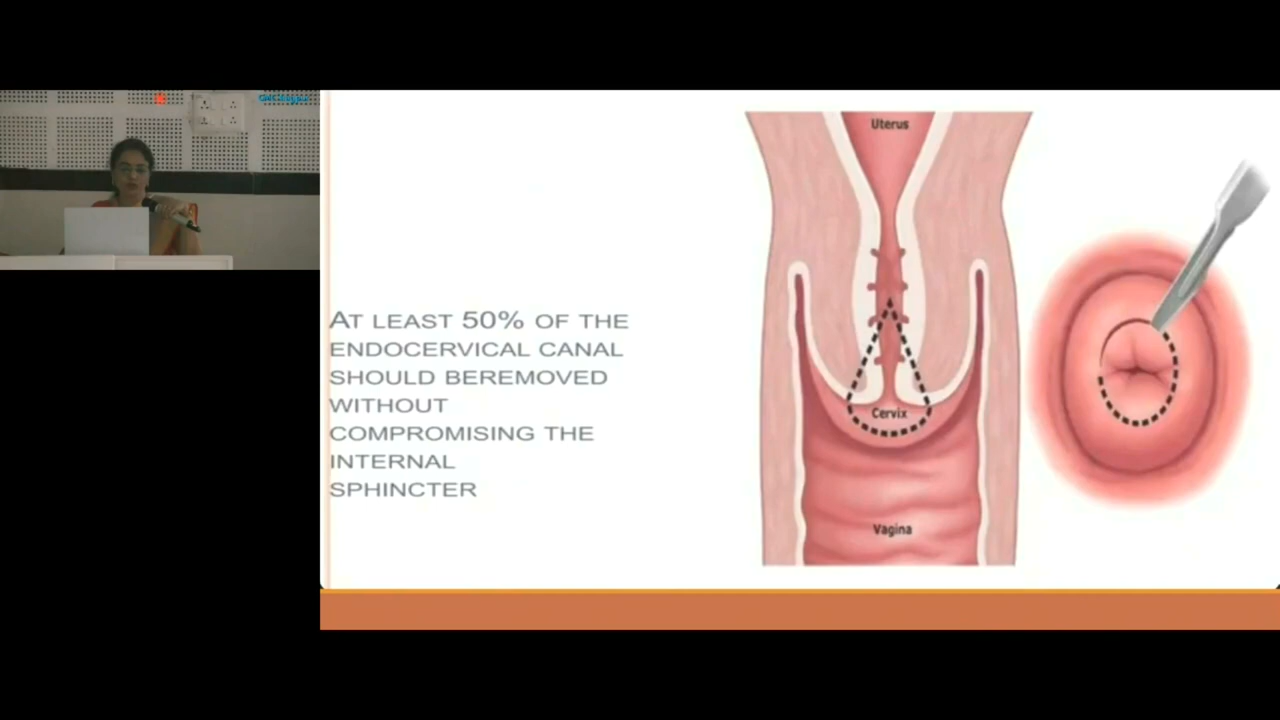 AT LEAST 50% OF THE
ENDOCERVICAL CANAL
SHOULD BEREMOVED
WITHOUT
COMPROMISING THE
INTERNAL
SPHINCTER
Uterus
Cervix
Vagina